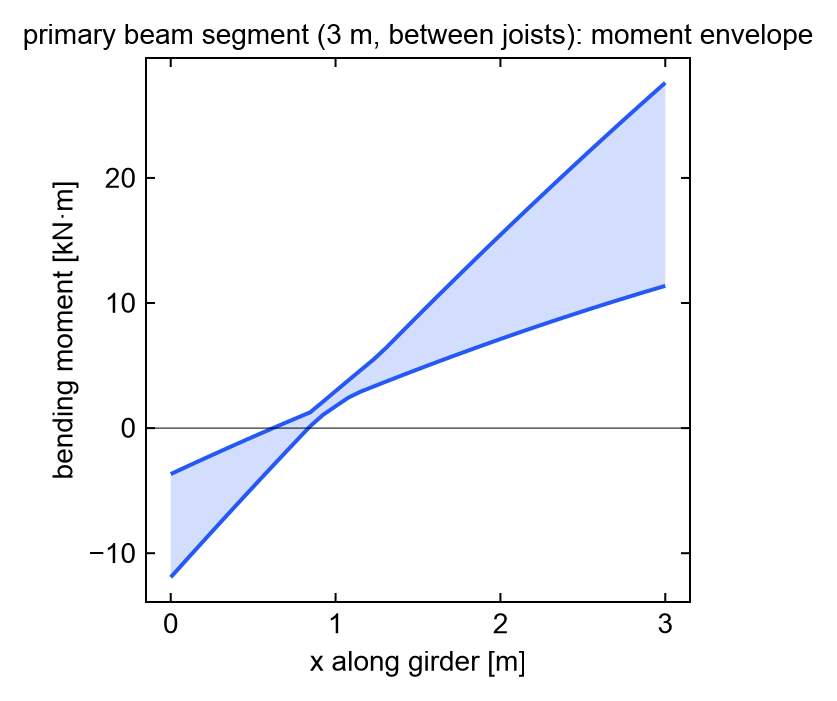 primary beam segment (3 m, between joists): moment envelope
bending moment [kN·m]
20
10
0
−10
0
1
2
3
x along girder [m]